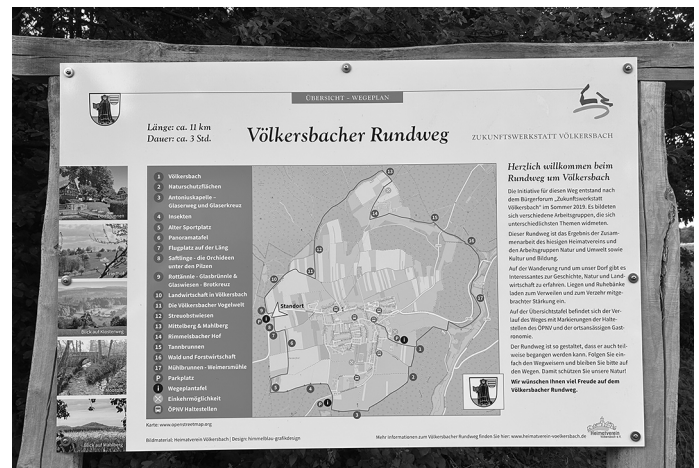 ÜBERSICHT – WEGEPLAN
Länge: ca. 11 km
Dauer: ca. 3 Std.
Völkersbacher Rundweg
ZUKUNFTSWERKSTATT VÖLKERSBACH
1 Völkersbach
2 Naturschutzflächen
3 Antoniuskapelle –
Glaserweg und Glaserkreuz
4 Insekten
5 Alter Sportplatz
6 Panoramatafel
7 Flugplatz auf der Läng
8 Saftlänge - die Orchideen
unter den Pilzen
9 Rottännle - Glasbrünnle &
Glaswiesen - Brotkreuz
10 Landwirtschaft in Völkersbach
11 Die Völkersbacher Vogelwelt
12 Streuobstwiesen
13 Mittelberg & Mahlberg
14 Rimmelsbacher Hof
15 Tannbrunnen
16 Wald und Forstwirtschaft
17 Mühlbrunnen - Weimersmühle
P Parkplatz
i Wegeplantafel
Einkehrmöglichkeit
ÖPNV Haltestellen
Standort
Blick auf Mahlberg
Herzlich willkommen beim
Rundweg um Völkersbach
Die Initiative für diesen Weg entstand nach
dem Bürgerforum „Zukunftswerkstatt
Völkersbach" im Sommer 2019. Es bildeten
sich verschiedene Arbeitsgruppen, die sich
unterschiedlichsten Themen widmeten.
Dieser Rundweg ist das Ergebnis der Zusam-
menarbeit des hiesigen Heimatvereins und
den Arbeitsgruppen Natur und Umwelt sowie
Kultur und Bildung.
Auf der Wanderung rund um unser Dorf gibt es
Interessantes zur Geschichte, Natur und Land-
wirtschaft zu erfahren. Liegen und Ruhebänke
laden zum Verweilen und zum Verzehr mitge-
brachter Stärkung ein.
Auf der Übersichtstafel befindet sich der Ver-
lauf des Weges mit Markierungen der Halte-
stellen des ÖPNV und der ortsansässigen Gast-
ronomie.
Der Rundweg ist so gestaltet, dass er auch teil-
weise begangen werden kann. Folgen Sie ein-
fach den Wegweisern und bleiben Sie bitte auf
den Wegen. Damit schützen Sie unsere Natur!
Wir wünschen Ihnen viel Freude auf dem
Völkersbacher Rundweg.
Karte: www.openstreetmap.org
Bildmaterial: Heimatverein Völkersbach | Design: himmelblau-grafikdesign
Mehr Informationen zum Völkersbacher Rundweg finden Sie hier: www.heimatverein-voelkersbach.de
Heimatverein